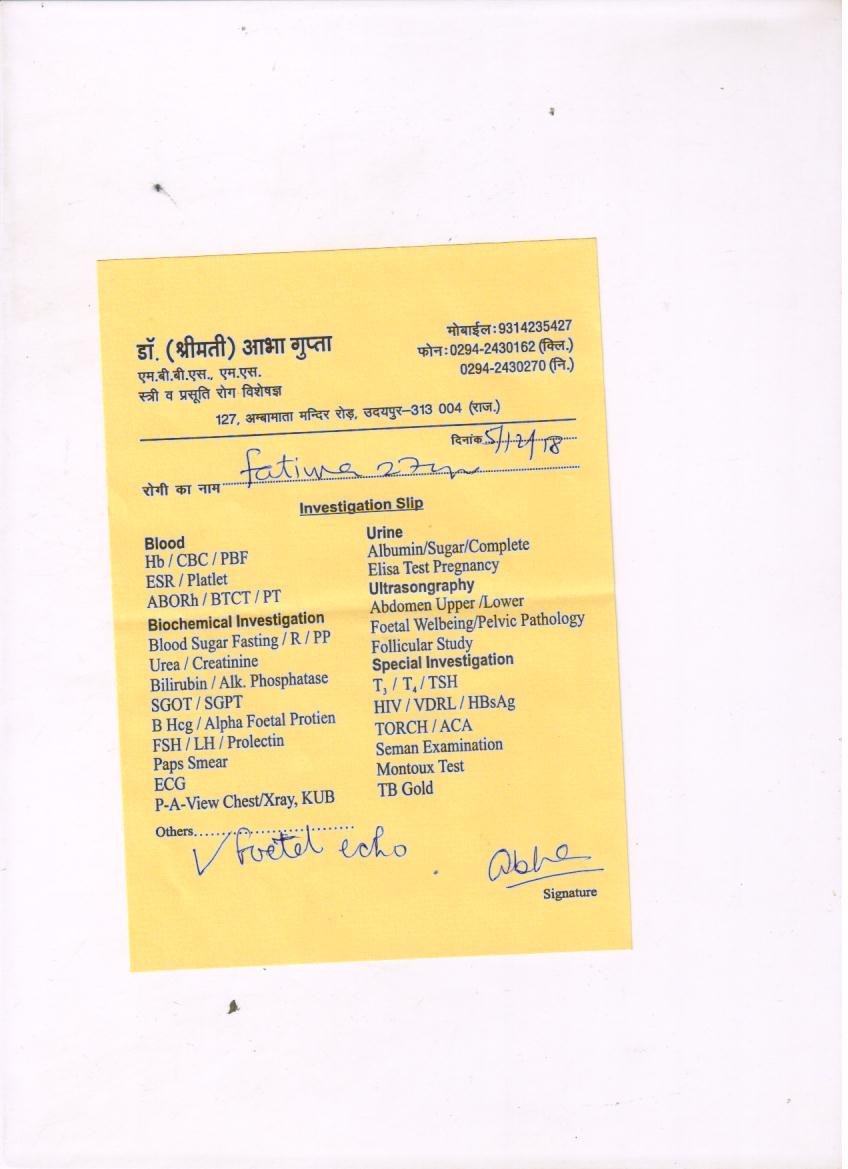 डॉ. (श्रीमती) आभा गुप्ता
एम.बी.बी.एस., एम.एस.
स्त्री व प्रसूति रोग विशेषज्ञ
मोबाईल:9314235427
फोन:0294-2430162 (क्लि.)
0294-2430270 (नि.)
127, अम्बामाता मन्दिर रोड़, उदयपुर–313 004 (राज.)
दिनांक 5/12/18
रोगी का नाम fatima 27yr
Investigation Slip
Blood
Hb / CBC / PBF
ESR / Platlet
ABORh / BTCT / PT
Biochemical Investigation
Blood Sugar Fasting / R / PP
Urea / Creatinine
Bilirubin / Alk. Phosphatase
SGOT / SGPT
B Hcg / Alpha Foetal Protien
FSH / LH / Prolectin
Paps Smear
ECG
P-A-View Chest/Xray, KUB
Urine
Albumin/Sugar/Complete
Elisa Test Pregnancy
Ultrasongraphy
Abdomen Upper /Lower
Foetal Welbeing/Pelvic Pathology
Follicular Study
Special Investigation
T₃ / T₄ / TSH
HIV / VDRL / HBsAg
TORCH / ACA
Seman Examination
Montoux Test
TB Gold
Others..............................
✓ foetel echo
Abha
Signature